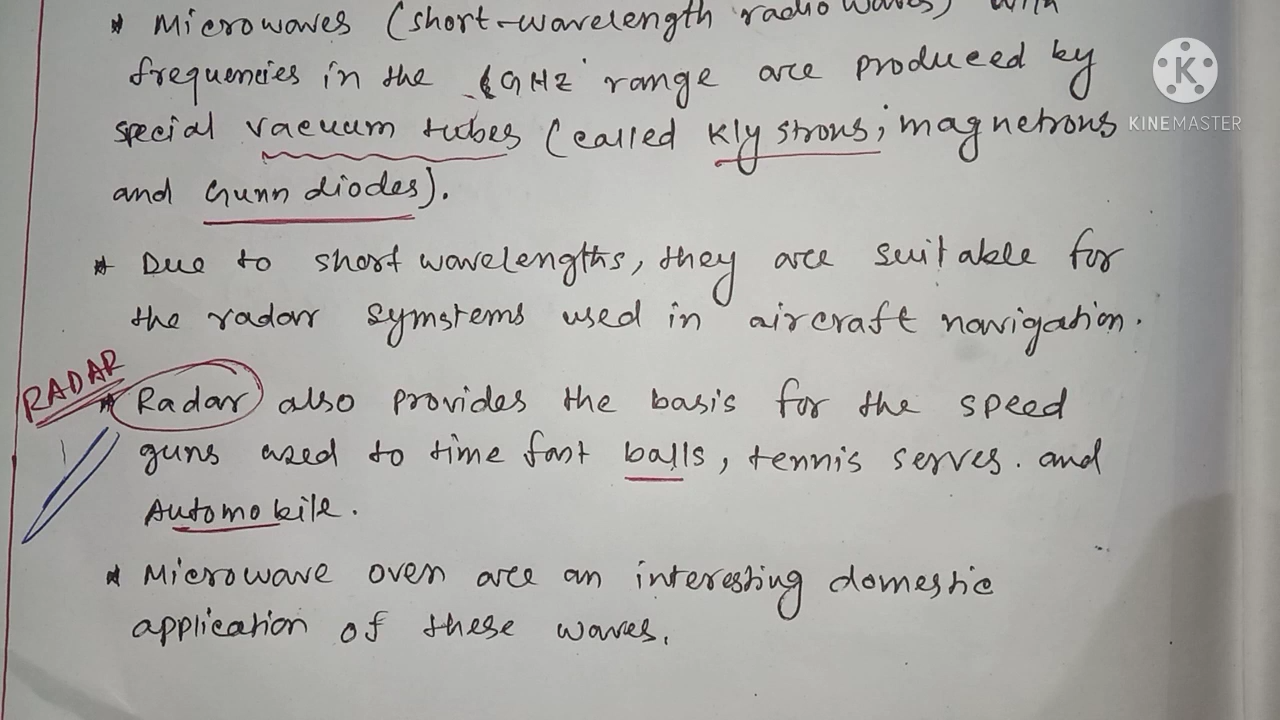 * Microwaves (short-wavelength radio waves) with
frequencies in the GHz range are produced by
special vacuum tubes (called klystrons, magnetrons
and Gunn diodes).
* Due to short wavelengths, they are suitable for
the radar symstems used in aircraft navigation.
RADAR
* Radar also provides the basis for the speed
guns used to time fast balls, tennis serves. and
Automobile.
* Microwave oven are an interesting domestic
application of these waves.
K
KINEMASTER